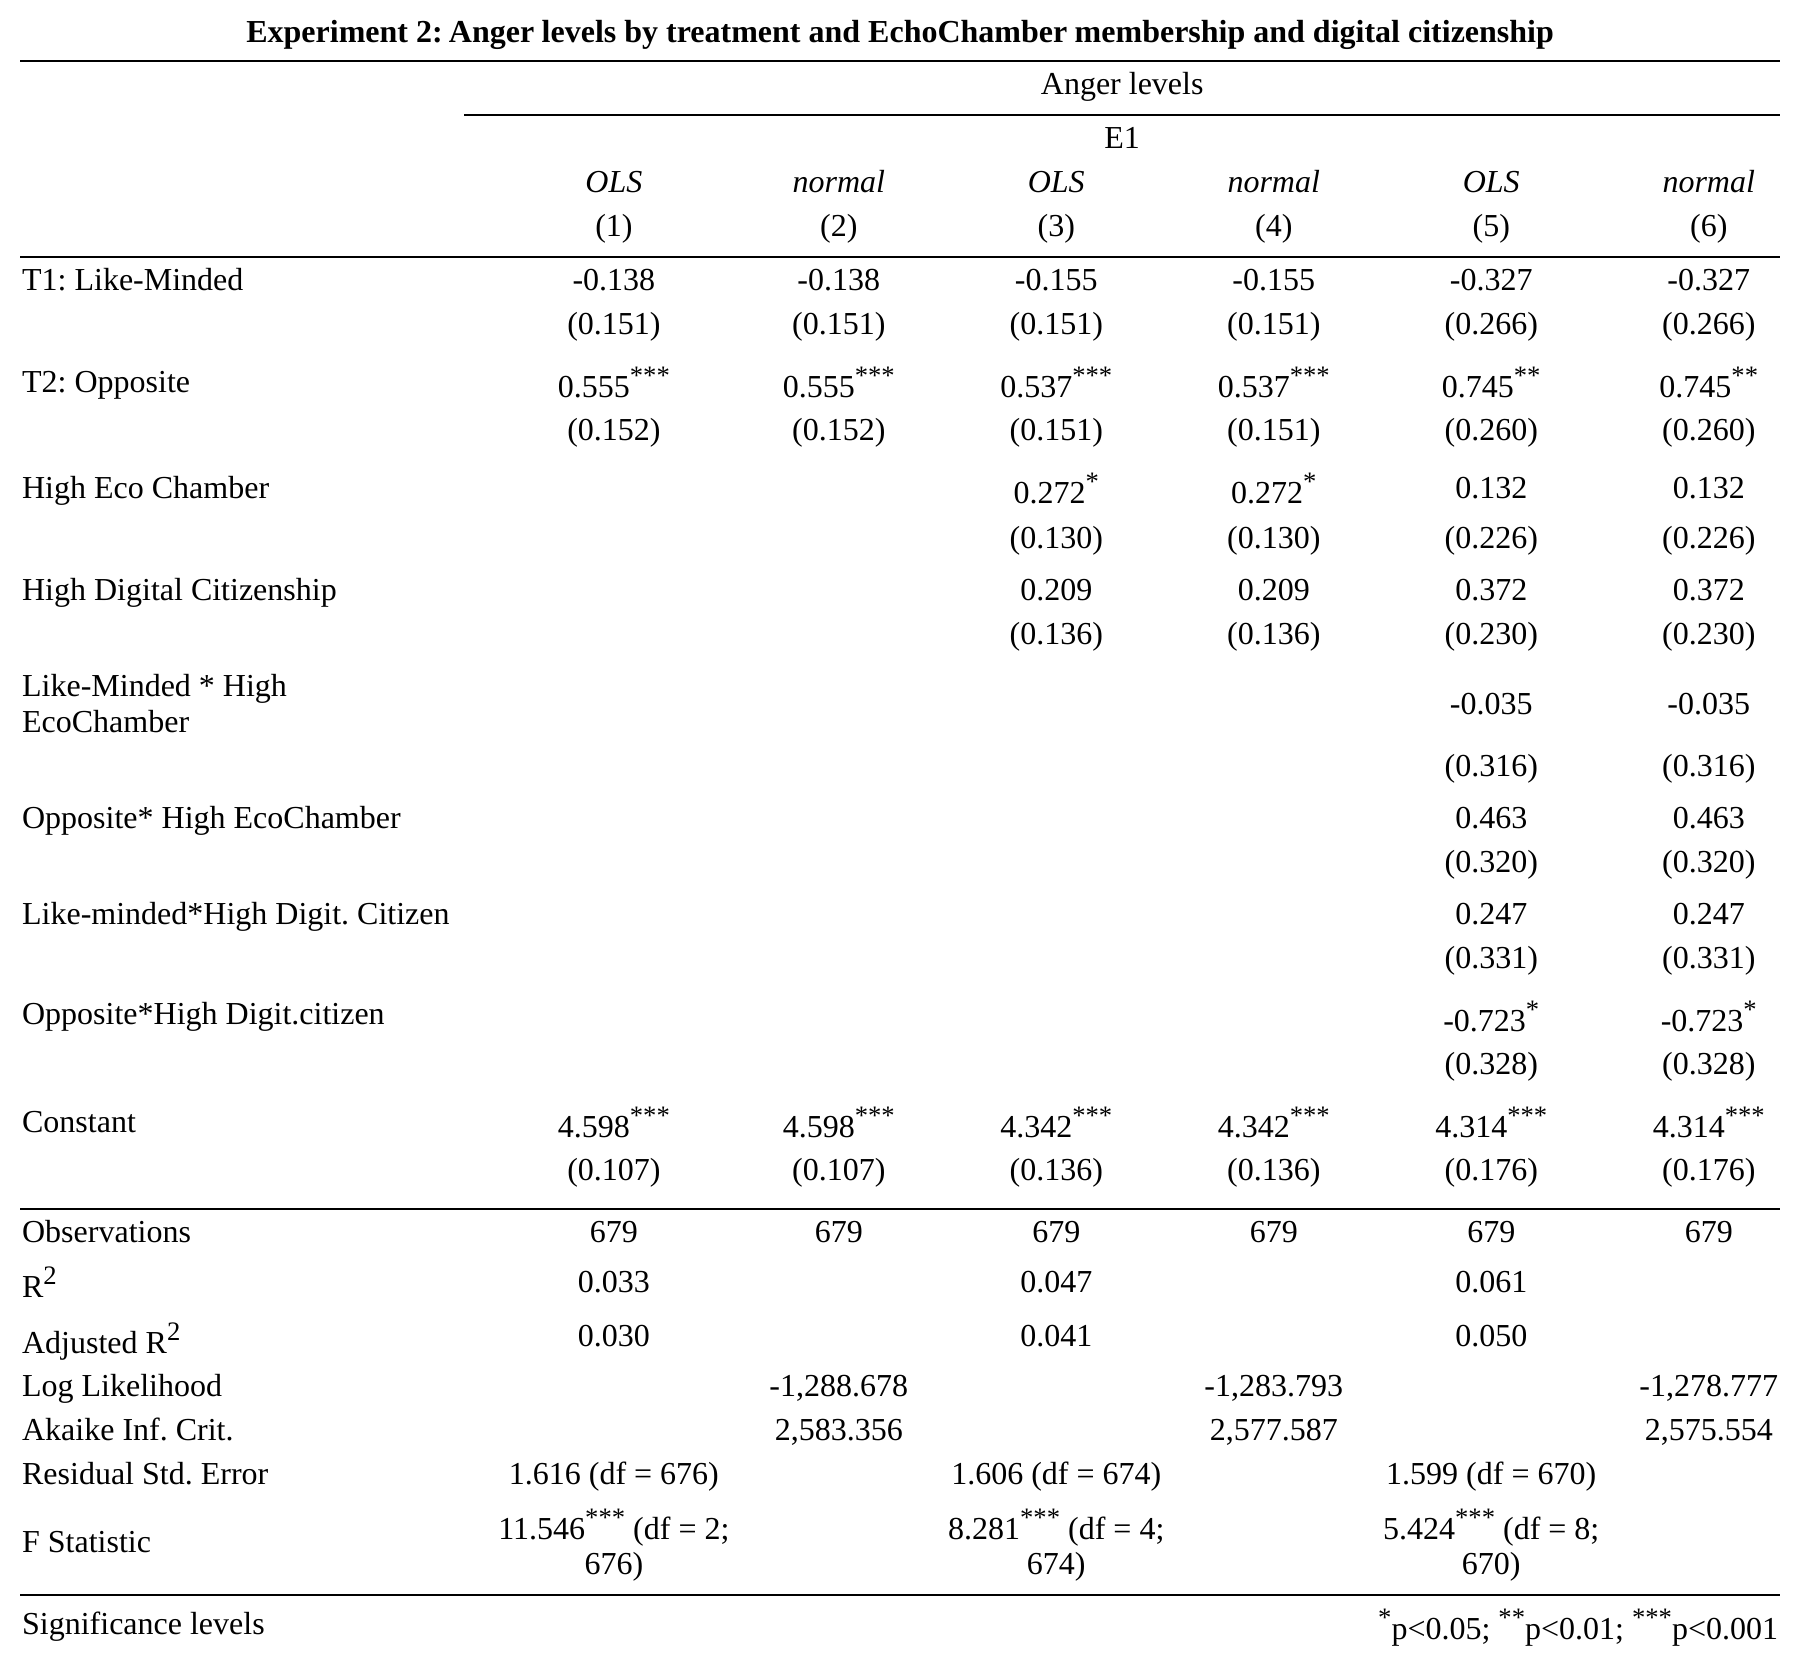 Experiment 2: Anger levels by treatment and EchoChamber membership and digital citizenship
Anger levels
E1
OLS normal OLS normal OLS normal
(1) (2) (3) (4) (5) (6)
T1: Like-Minded -0.138 -0.138 -0.155 -0.155 -0.327 -0.327
(0.151) (0.151) (0.151) (0.151) (0.266) (0.266)
T2: Opposite 0.555*** 0.555*** 0.537*** 0.537*** 0.745** 0.745**
(0.152) (0.152) (0.151) (0.151) (0.260) (0.260)
High Eco Chamber 0.272* 0.272* 0.132 0.132
(0.130) (0.130) (0.226) (0.226)
High Digital Citizenship 0.209 0.209 0.372 0.372
(0.136) (0.136) (0.230) (0.230)
Like-Minded * High
EcoChamber -0.035 -0.035
(0.316) (0.316)
Opposite* High EcoChamber 0.463 0.463
(0.320) (0.320)
Like-minded*High Digit. Citizen 0.247 0.247
(0.331) (0.331)
Opposite*High Digit.citizen -0.723* -0.723*
(0.328) (0.328)
Constant 4.598*** 4.598*** 4.342*** 4.342*** 4.314*** 4.314***
(0.107) (0.107) (0.136) (0.136) (0.176) (0.176)
Observations 679 679 679 679 679 679
R2 0.033 0.047 0.061
Adjusted R2 0.030 0.041 0.050
Log Likelihood -1,288.678 -1,283.793 -1,278.777
Akaike Inf. Crit. 2,583.356 2,577.587 2,575.554
Residual Std. Error 1.616 (df = 676) 1.606 (df = 674) 1.599 (df = 670)
F Statistic 11.546*** (df = 2; 8.281*** (df = 4; 5.424*** (df = 8;
676) 674) 670)
Significance levels *p<0.05; **p<0.01; ***p<0.001